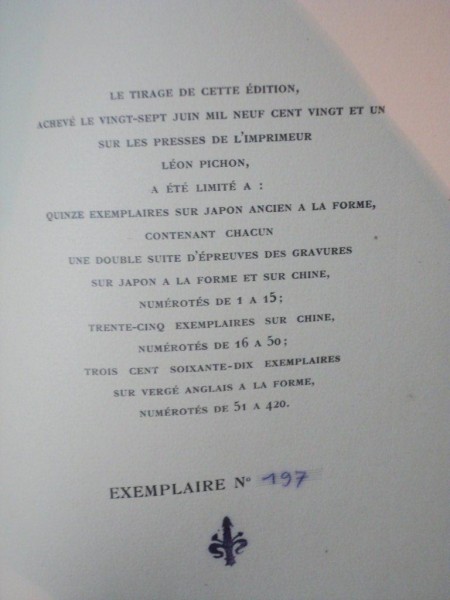 LE TIRAGE DE CETTE ÉDITION,
ACHEVÉ LE VINGT-SEPT JUIN MIL NEUF CENT VINGT ET UN
SUR LES PRESSES DE L'IMPRIMEUR
LÉON PICHON,
A ÉTÉ LIMITÉ A :
QUINZE EXEMPLAIRES SUR JAPON ANCIEN A LA FORME,
CONTENANT CHACUN
UNE DOUBLE SUITE D'ÉPREUVES DES GRAVURES
SUR JAPON A LA FORME ET SUR CHINE,
NUMÉROTÉS DE 1 A 15;
TRENTE-CINQ EXEMPLAIRES SUR CHINE,
NUMÉROTÉS DE 16 A 50;
TROIS CENT SOIXANTE-DIX EXEMPLAIRES
SUR VERGÉ ANGLAIS A LA FORME,
NUMÉROTÉS DE 51 A 420.
EXEMPLAIRE N° 197